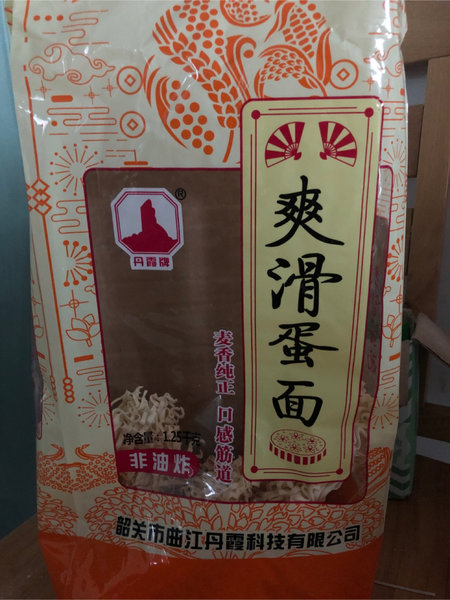 ®
丹霞牌
爽滑蛋面
麦香纯正 口感筋道
净含量:1.25千克
非油炸
韶关市曲江丹霞科技有限公司